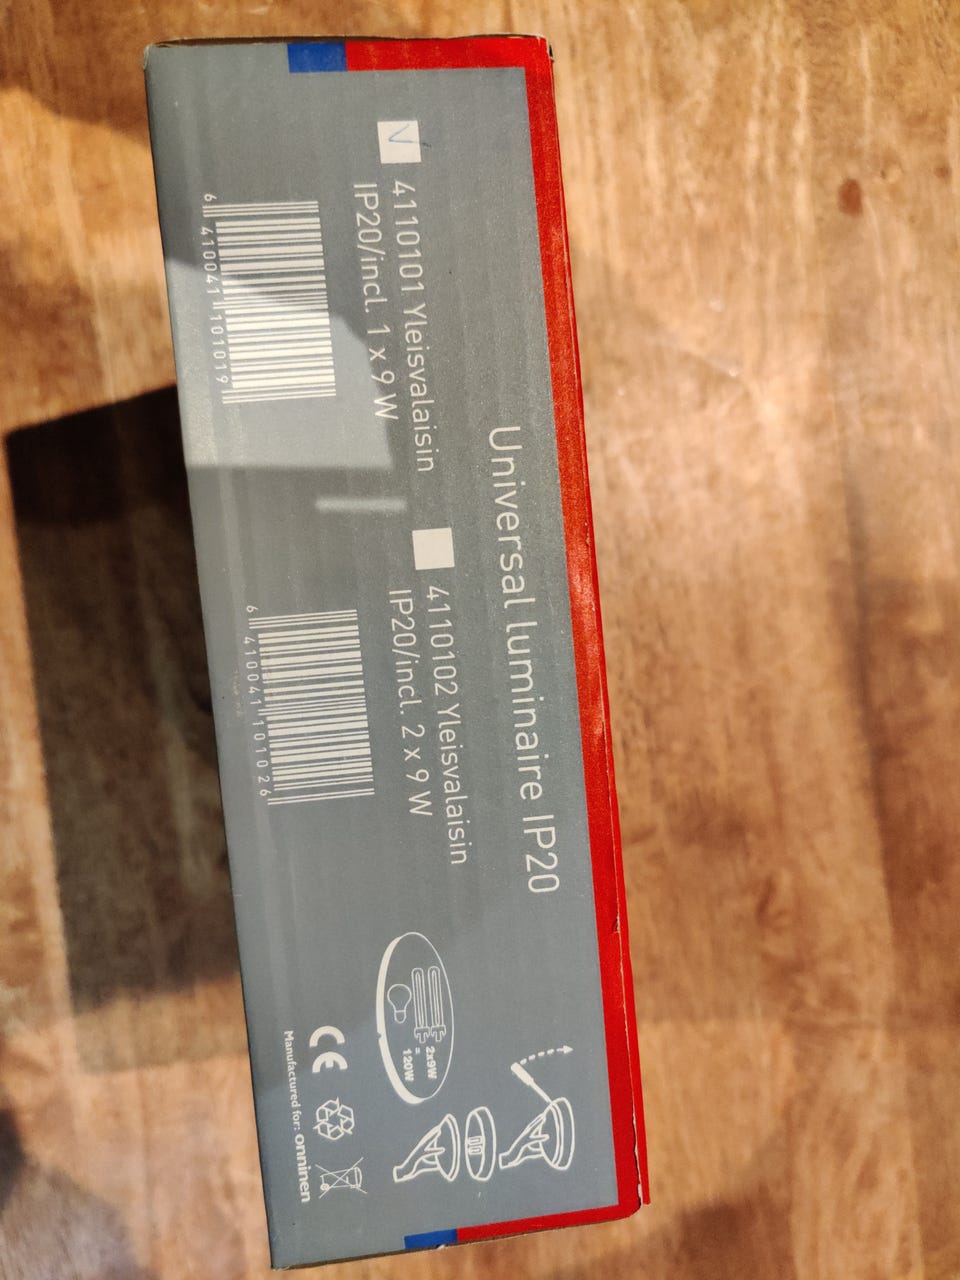 Universal luminaire IP20
4110101 Yleisvalaisin
IP20/incl. 1 x 9 W
6 410041 101019
4110102 Yleisvalaisin
IP20/incl. 2 x 9 W
6 410041 101026
2x9W
=
120W
CE
Manufactured for: onninen